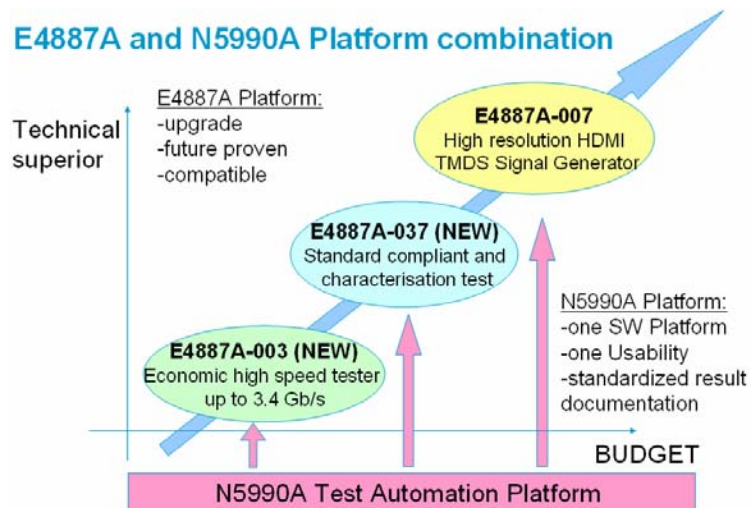 E4887A and N5990A Platform combination
E4887A Platform:
-upgrade
-future proven
-compatible
Technical
superior
E4887A-007
High resolution HDMI
TMDS Signal Generator
E4887A-037 (NEW)
Standard compliant and
characterisation test
N5990A Platform:
-one SW Platform
-one Usability
-standardized result
documentation
E4887A-003 (NEW)
Economic high speed tester
up to 3.4 Gb/s
BUDGET
N5990A Test Automation Platform